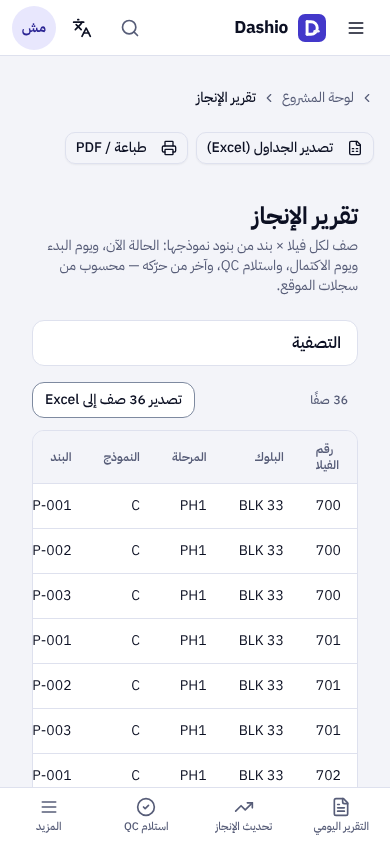 Dashio
مش
لوحة المشروع
تقرير الإنجاز
تصدير الجداول (Excel)
طباعة / PDF
تقرير الإنجاز
صف لكل فيلا × بند من بنود نموذجها: الحالة الآن، ويوم البدء
ويوم الاكتمال، واستلام QC، وآخر من حرّكه — محسوب من
سجلات الموقع.
التصفية
36 صفًا
تصدير 36 صف إلى Excel
رقم الفيلا البلوك المرحلة النموذج البند
700 BLK 33 PH1 C P-001
700 BLK 33 PH1 C P-002
700 BLK 33 PH1 C P-003
701 BLK 33 PH1 C P-001
701 BLK 33 PH1 C P-002
701 BLK 33 PH1 C P-003
702 BLK 33 PH1 C P-001
التقرير اليومي
تحديث الإنجاز
استلام QC
المزيد